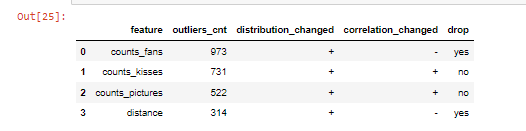 Out[25]:
feature outliers_cnt distribution_changed correlation_changed drop
0 counts_fans 973 + - yes
1 counts_kisses 731 + + no
2 counts_pictures 522 + + no
3 distance 314 + - yes